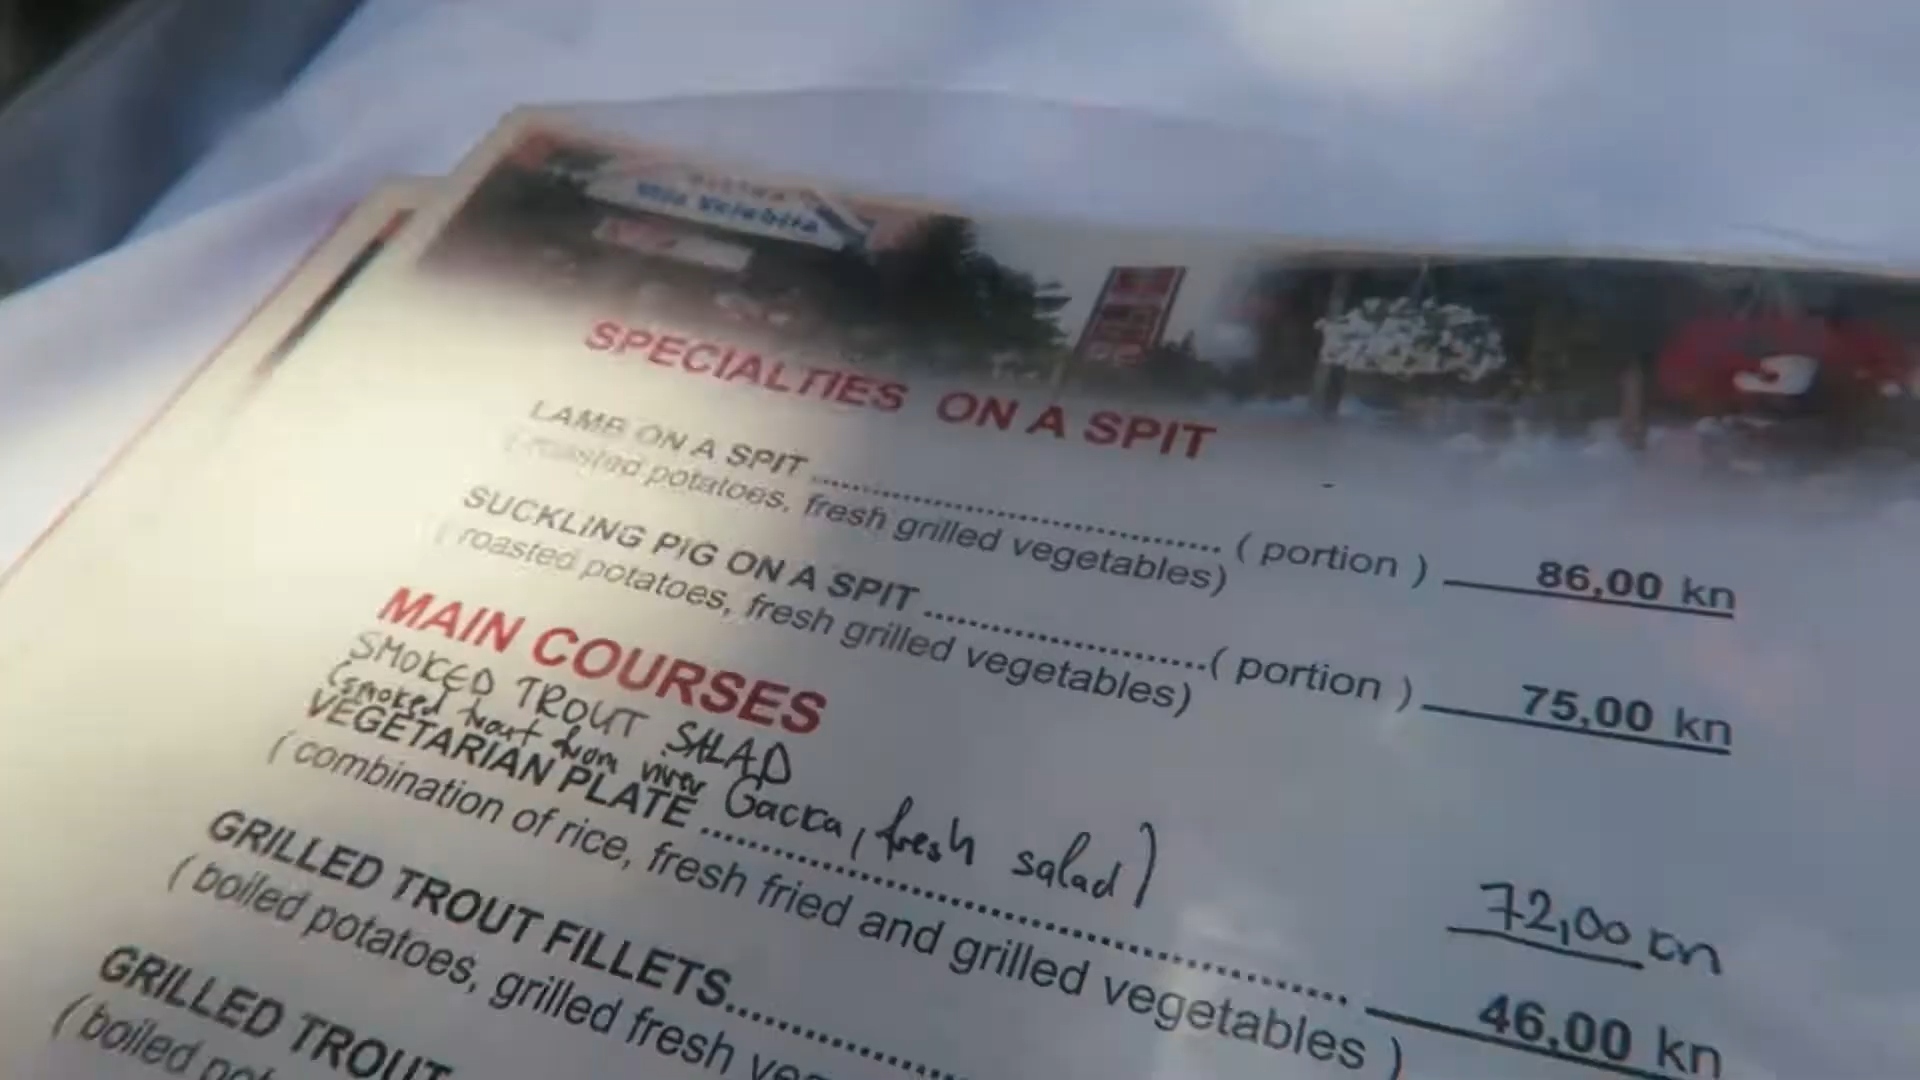 Villa Velebita
SPECIALTIES ON A SPIT
LAMB ON A SPIT ........................................ ( portion ) 86,00 kn
( roasted potatoes, fresh grilled vegetables)
SUCKLING PIG ON A SPIT ............................( portion ) 75,00 kn
( roasted potatoes, fresh grilled vegetables)
MAIN COURSES
SMOKED TROUT SALAD
(smoked trout from river Gacka, fresh salad) 72,00 kn
VEGETARIAN PLATE ................................................................ 46,00 kn
( combination of rice, fresh fried and grilled vegetables )
GRILLED TROUT FILLETS......................
( boiled potatoes, grilled fresh
GRILLED TROUT
( boiled